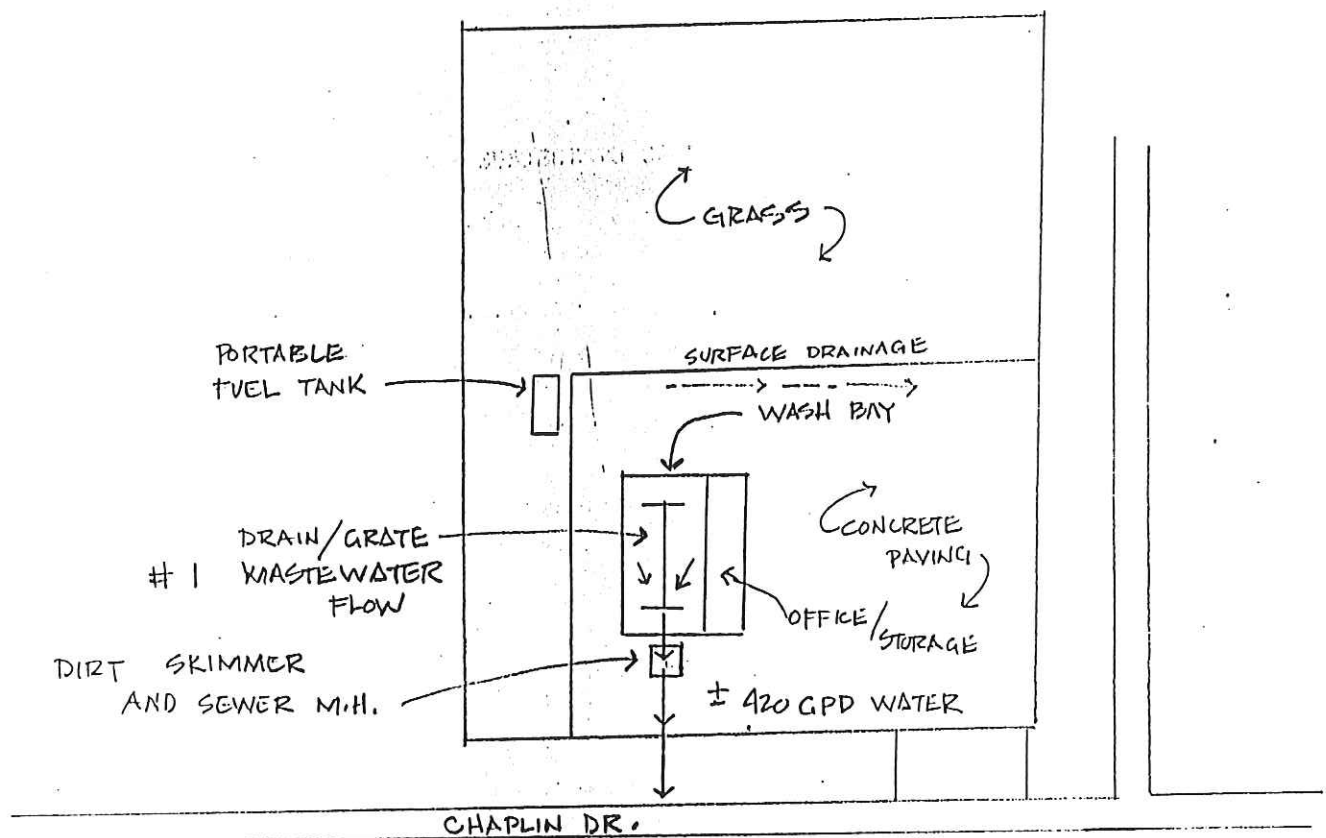 GRASS
SURFACE DRAINAGE
PORTABLE
FUEL TANK
WASH BAY
DRAIN/GRATE
# 1 WASTEWATER
FLOW
CONCRETE
PAVING
OFFICE/
STORAGE
DIRT SKIMMER
AND SEWER M.H.
± 420 GPD WATER
CHAPLIN DR.